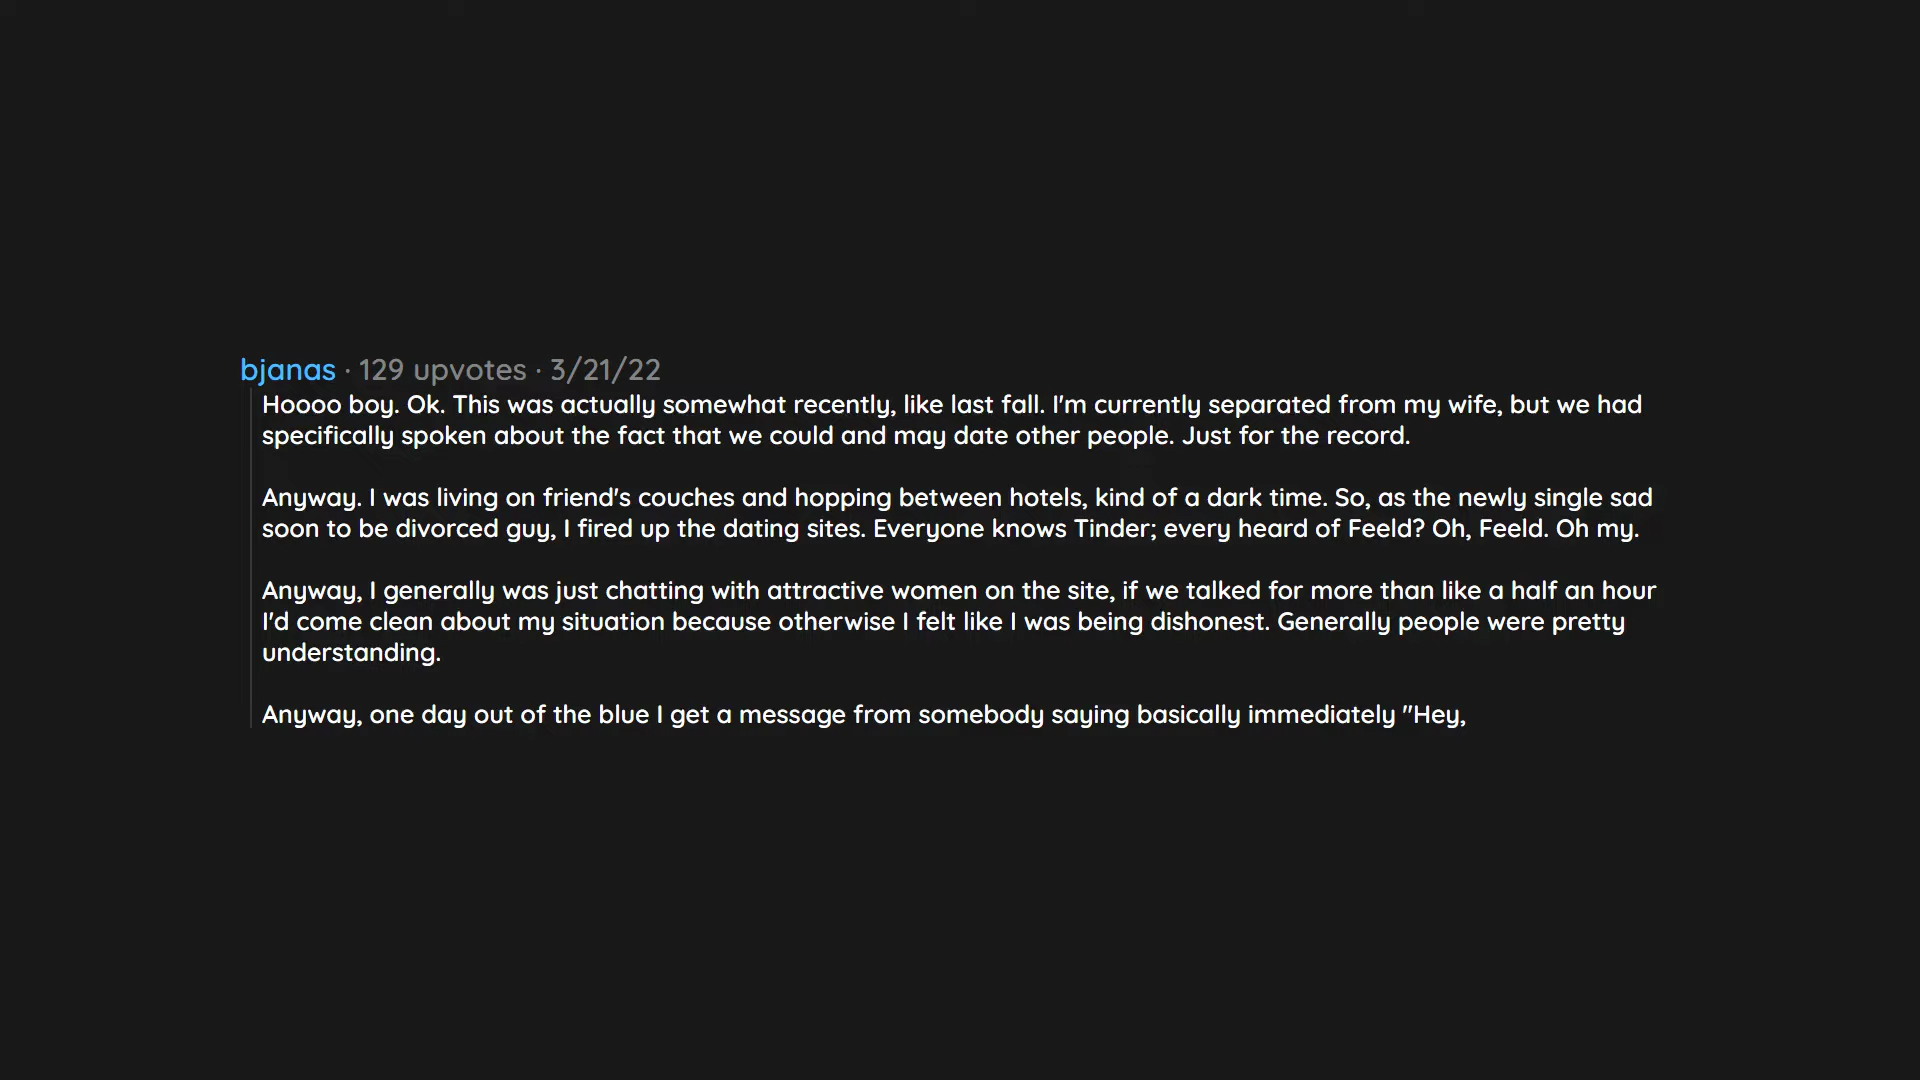 bjanas · 129 upvotes · 3/21/22
Hoooo boy. Ok. This was actually somewhat recently, like last fall. I'm currently separated from my wife, but we had
specifically spoken about the fact that we could and may date other people. Just for the record.
Anyway. I was living on friend's couches and hopping between hotels, kind of a dark time. So, as the newly single sad
soon to be divorced guy, I fired up the dating sites. Everyone knows Tinder; every heard of Feeld? Oh, Feeld. Oh my.
Anyway, I generally was just chatting with attractive women on the site, if we talked for more than like a half an hour
I'd come clean about my situation because otherwise I felt like I was being dishonest. Generally people were pretty
understanding.
Anyway, one day out of the blue I get a message from somebody saying basically immediately "Hey,